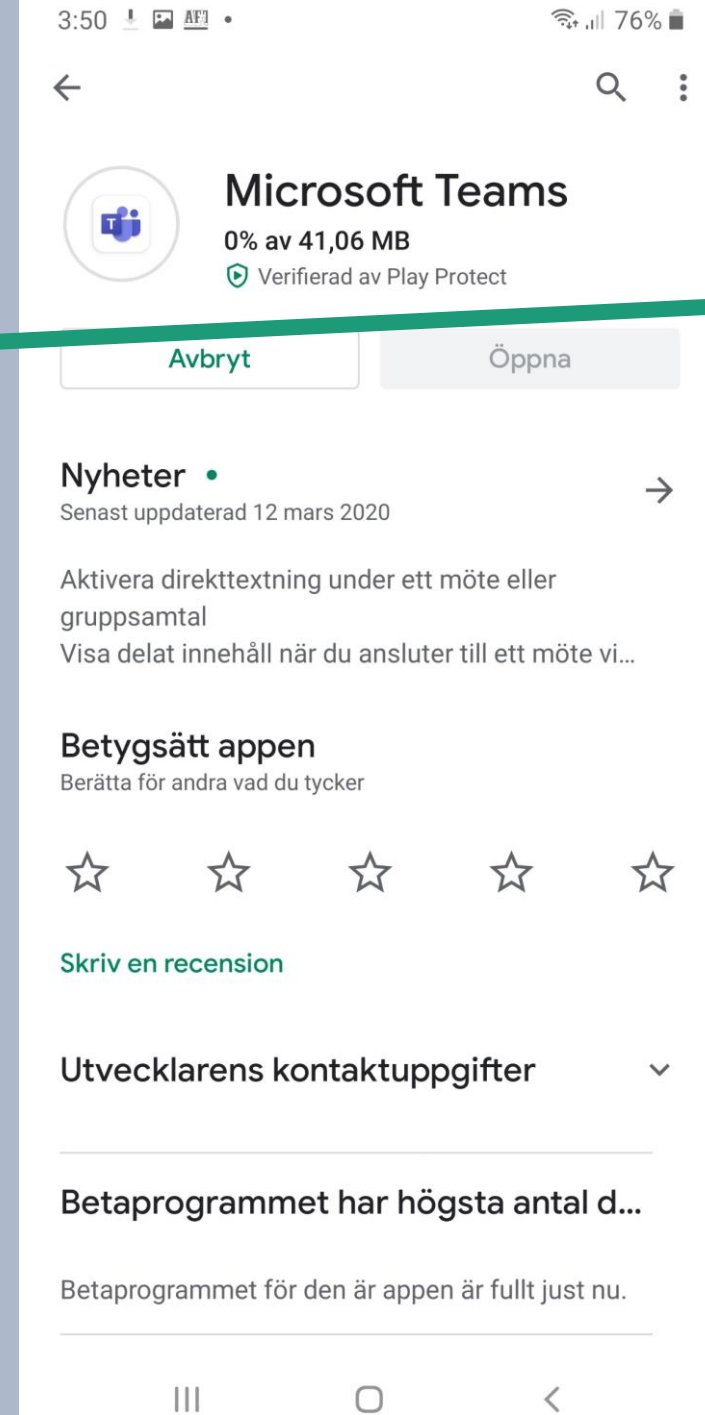 3:50 AF1 76%
Microsoft Teams
0% av 41,06 MB
Verifierad av Play Protect
Avbryt Öppna
Nyheter •
Senast uppdaterad 12 mars 2020
Aktivera direkttextning under ett möte eller
gruppsamtal
Visa delat innehåll när du ansluter till ett möte vi...
Betygsätt appen
Berätta för andra vad du tycker
Skriv en recension
Utvecklarens kontaktuppgifter
Betaprogrammet har högsta antal d...
Betaprogrammet för den är appen är fullt just nu.